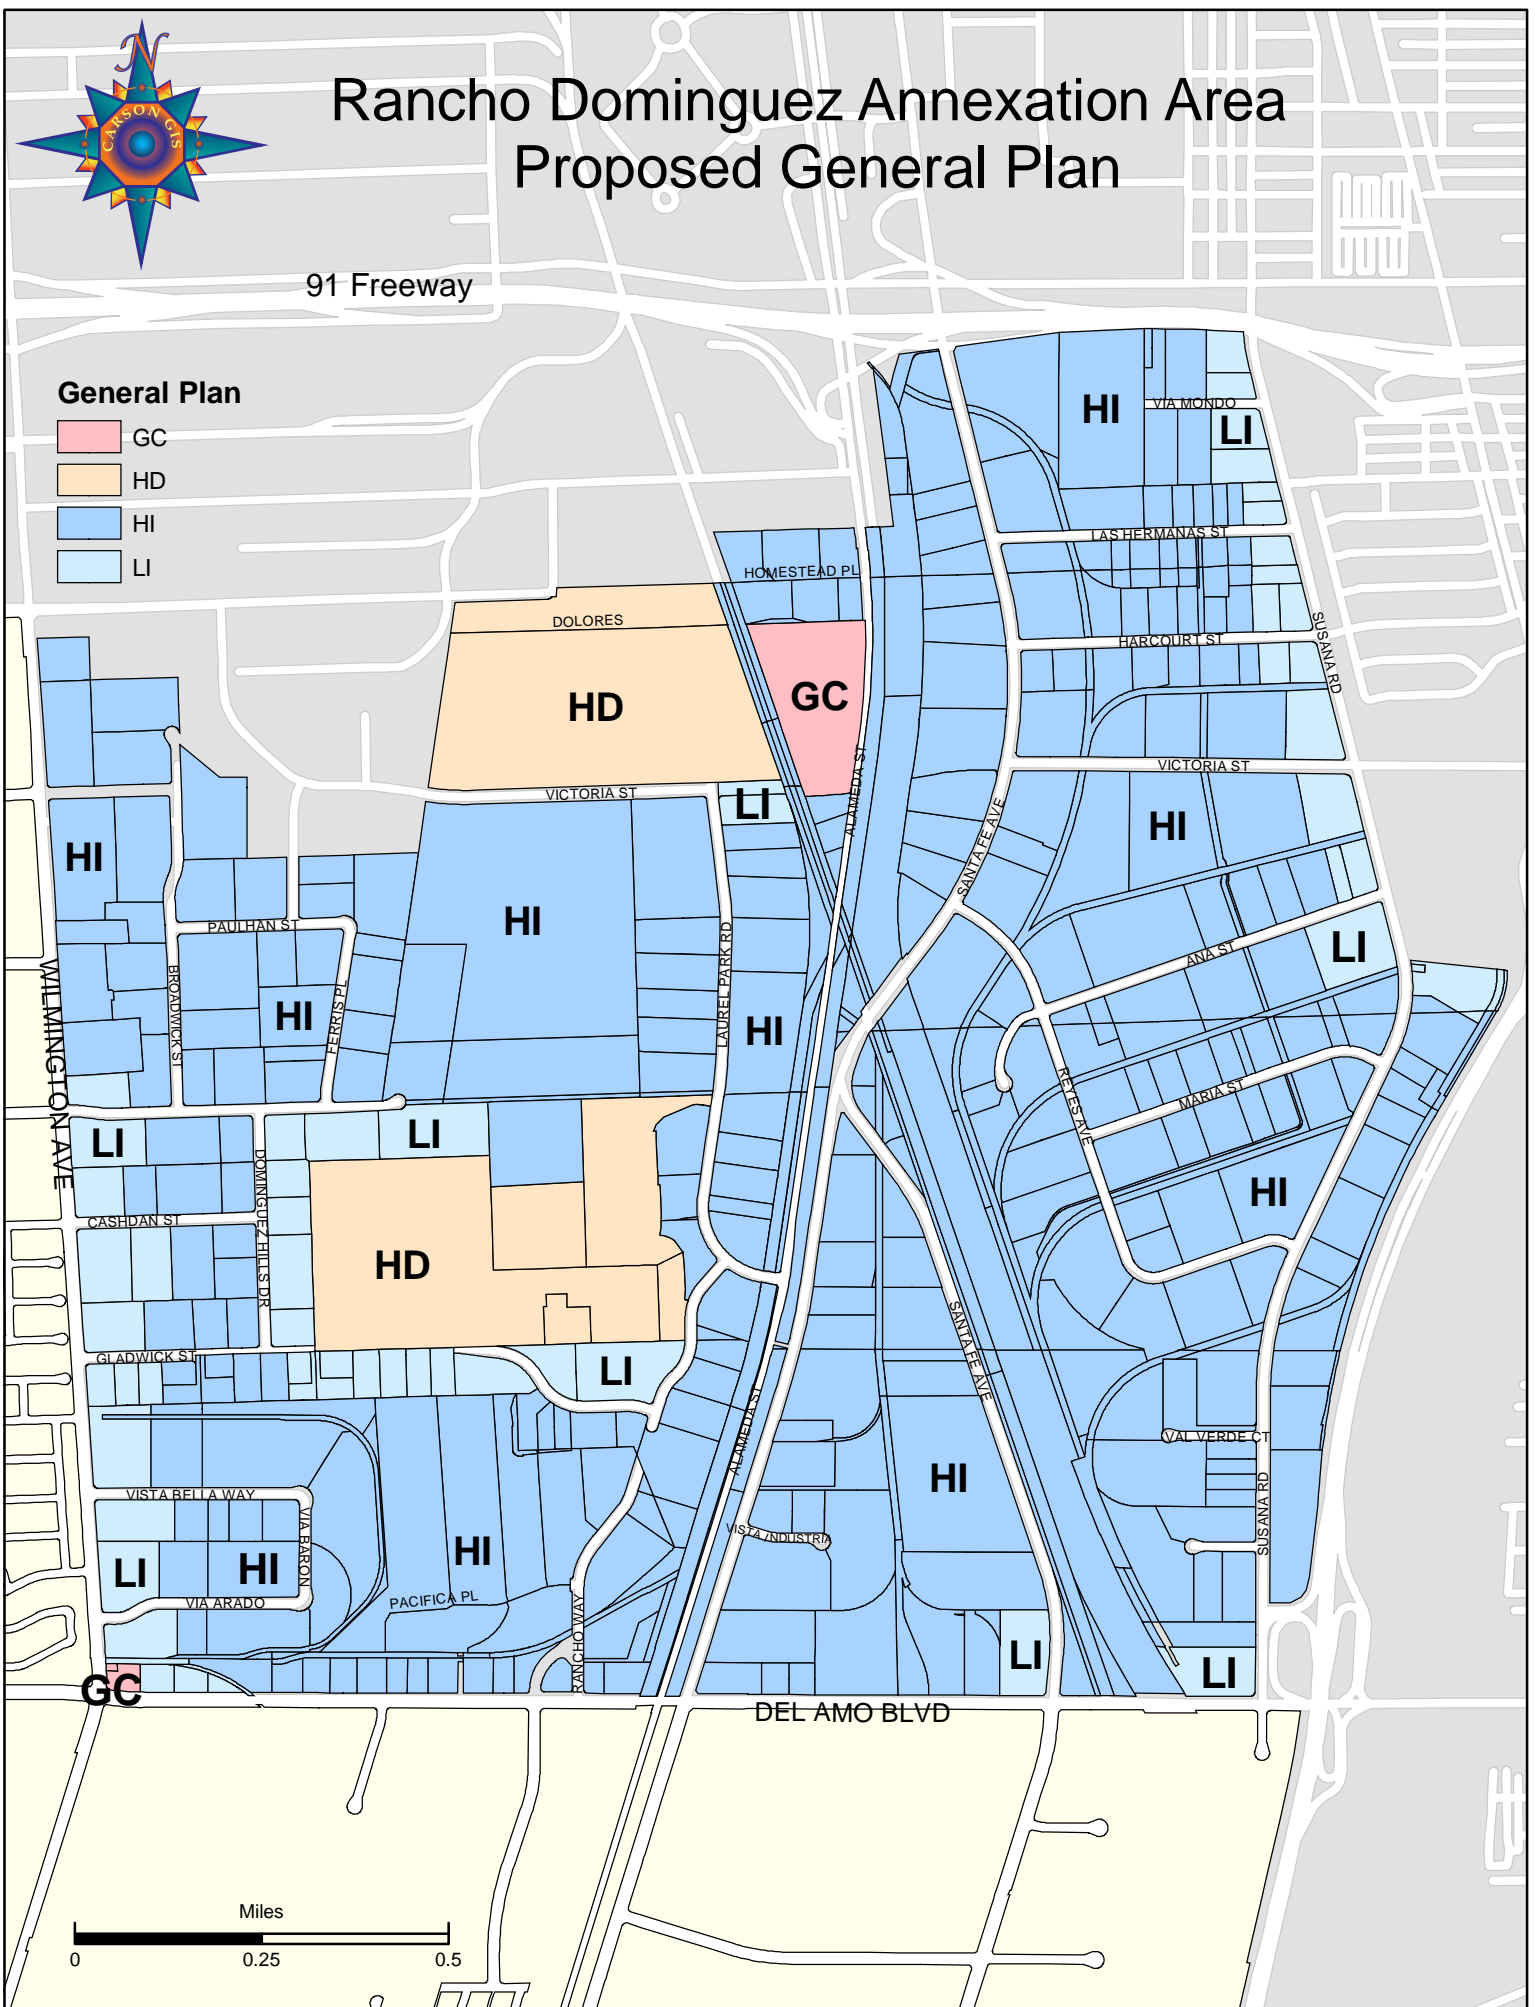 N
CARSON GIS
Rancho Dominguez Annexation Area
Proposed General Plan
91 Freeway
General Plan
GC
HD
HI
LI
HI
VIA MONDO
LI
LAS HERMANAS ST
HOMESTEAD PL
DOLORES
HARCOURT ST
SUSANA RD
HD
GC
ALAMEDA ST
VICTORIA ST
VICTORIA ST
LI
HI
HI
SANTA FE AVE
HI
PAULHAN ST
LAUREL PARK RD
ANA ST
LI
WILMINGTON AVE
BROADWICK ST
HI
FERRIS PL
HI
REYES AVE
MARIA ST
LI
LI
DOMINGUEZ HILLS DR
CASHDAN ST
HI
HD
SANTA FE AVE
GLADWICK ST
LI
ALAMEDA ST
VAL VERDE CT
HI
SUSANA RD
VISTA BELLA WAY
VIA BARON
VISTA INDUSTRIA
LI
HI
HI
VIA ARADO
PACIFICA PL
RANCHO WAY
LI
LI
GC
DEL AMO BLVD
Miles
0
0.25
0.5